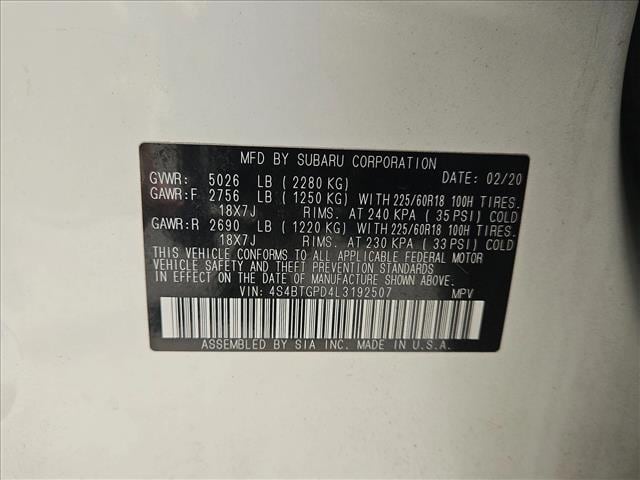 MFD BY SUBARU CORPORATION DATE: 02/20
GVWR: 5026 LB ( 2280 KG)
GAWR:F 2756 LB ( 1250 KG) WITH 225/60R18 100H TIRES.
18X7J RIMS. AT 240 KPA ( 35 PSI) COLD
GAWR:R 2690 LB ( 1220 KG) WITH 225/60R18 100H TIRES.
18X7J RIMS. AT 230 KPA ( 33 PSI) COLD
THIS VEHICLE CONFORMS TO ALL APPLICABLE FEDERAL MOTOR
VEHICLE SAFETY AND THEFT PREVENTION STANDARDS
IN EFFECT ON THE DATE OF MANUFACTURE SHOWN ABOVE.
VIN: 4S4BTGPD4L3192507 MPV
ASSEMBLED BY SIA INC. MADE IN U.S.A.